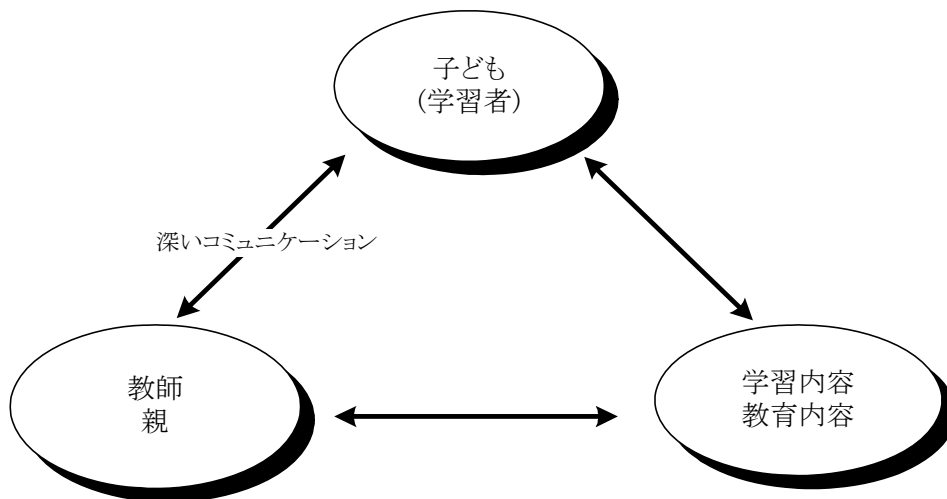 子ども
(学習者)
深いコミュニケーション
教師
親
学習内容
教育内容